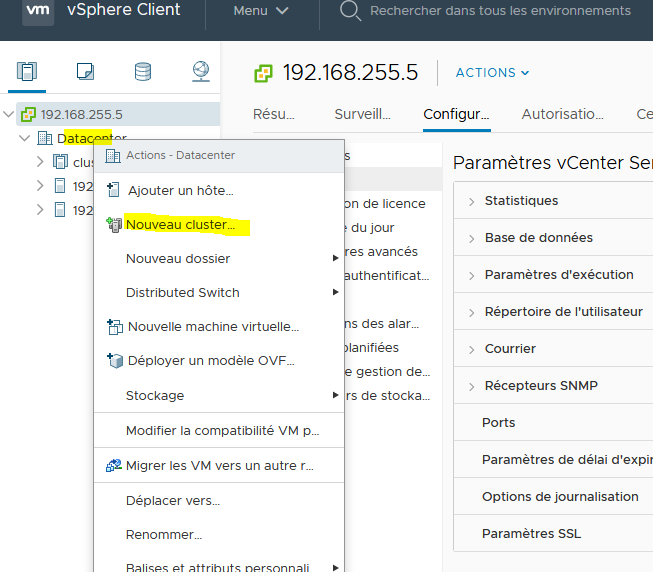 vm vSphere Client Menu Rechercher dans tous les environnements
192.168.255.5 ACTIONS
Résu... Surveill... Configur... Autorisatio... Ce
192.168.255.5
Datacenter
clu
192
192
Actions - Datacenter
Ajouter un hôte...
Nouveau cluster...
Nouveau dossier
Distributed Switch
Nouvelle machine virtuelle...
Déployer un modèle OVF...
Stockage
Modifier la compatibilité VM p...
Migrer les VM vers un autre r...
Déplacer vers...
Renommer...
Balises et attributs personnali
s
on de licence
e du jour
res avancés
authentificat...
ns des alar...
planifiées
e gestion de...
rs de stocka...
Paramètres vCenter Ser
Statistiques
Base de données
Paramètres d'exécution
Répertoire de l'utilisateur
Courrier
Récepteurs SNMP
Ports
Paramètres de délai d'expir
Options de journalisation
Paramètres SSL